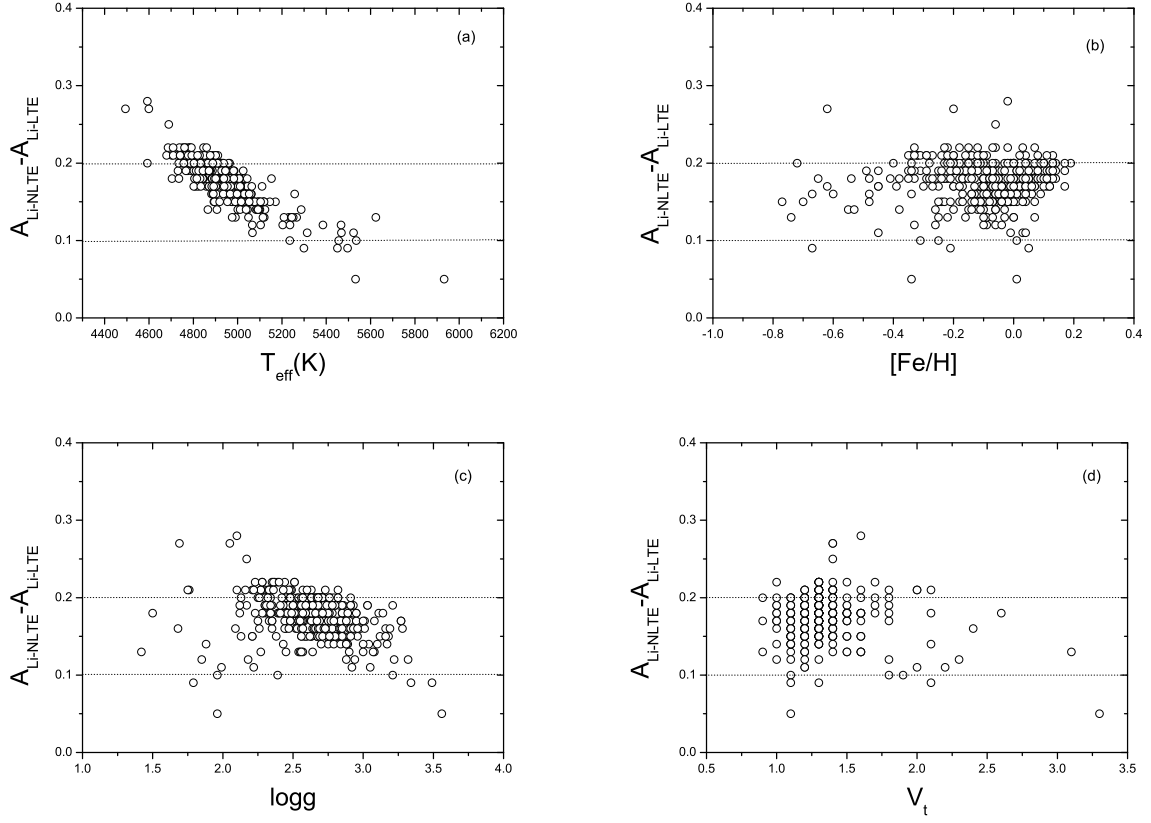 0.4
0.3
0.2
0.1
0.0
A_Li-NLTE-A_Li-LTE
(a)
4400 4600 4800 5000 5200 5400 5600 5800 6000 6200
T_eff(K)
0.4
0.3
0.2
0.1
0.0
A_Li-NLTE-A_Li-LTE
(b)
-1.0 -0.8 -0.6 -0.4 -0.2 0.0 0.2 0.4
[Fe/H]
0.4
0.3
0.2
0.1
0.0
A_Li-NLTE-A_Li-LTE
(c)
1.0 1.5 2.0 2.5 3.0 3.5 4.0
logg
0.4
0.3
0.2
0.1
0.0
A_Li-NLTE-A_Li-LTE
(d)
0.5 1.0 1.5 2.0 2.5 3.0 3.5
V_t